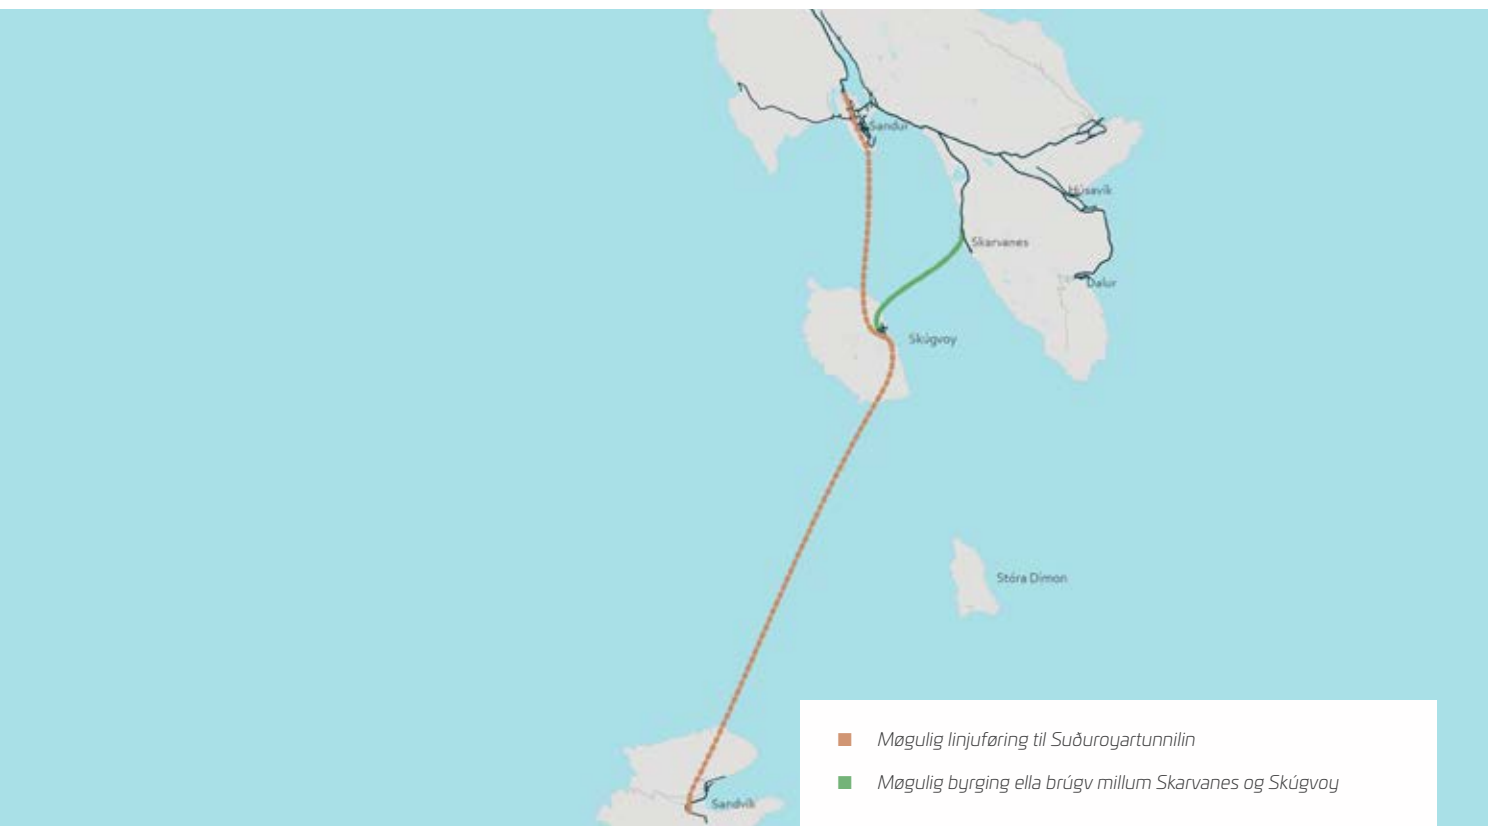 Sandur
Húsavík
Skarvanes
Dalur
Skúgvoy
Stóra Dímon
Sandvík
Møgulig linjuføring til Suðuroyartunnilin
Møgulig byrging ella brúgv millum Skarvanes og Skúgvoy